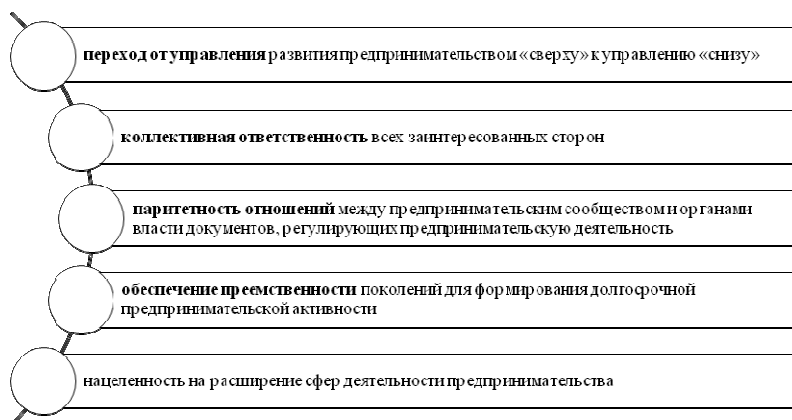 переход от управления развития предпринимательством «сверху» к управлению «снизу»
коллективная ответственность всех заинтересованных сторон
паритетность отношений между предпринимательским сообществом и органами
власти документов, регулирующих предпринимательскую деятельность
обеспечение преемственности поколений для формирования долгосрочной
предпринимательской активности
нацеленность на расширение сфер деятельности предпринимательства